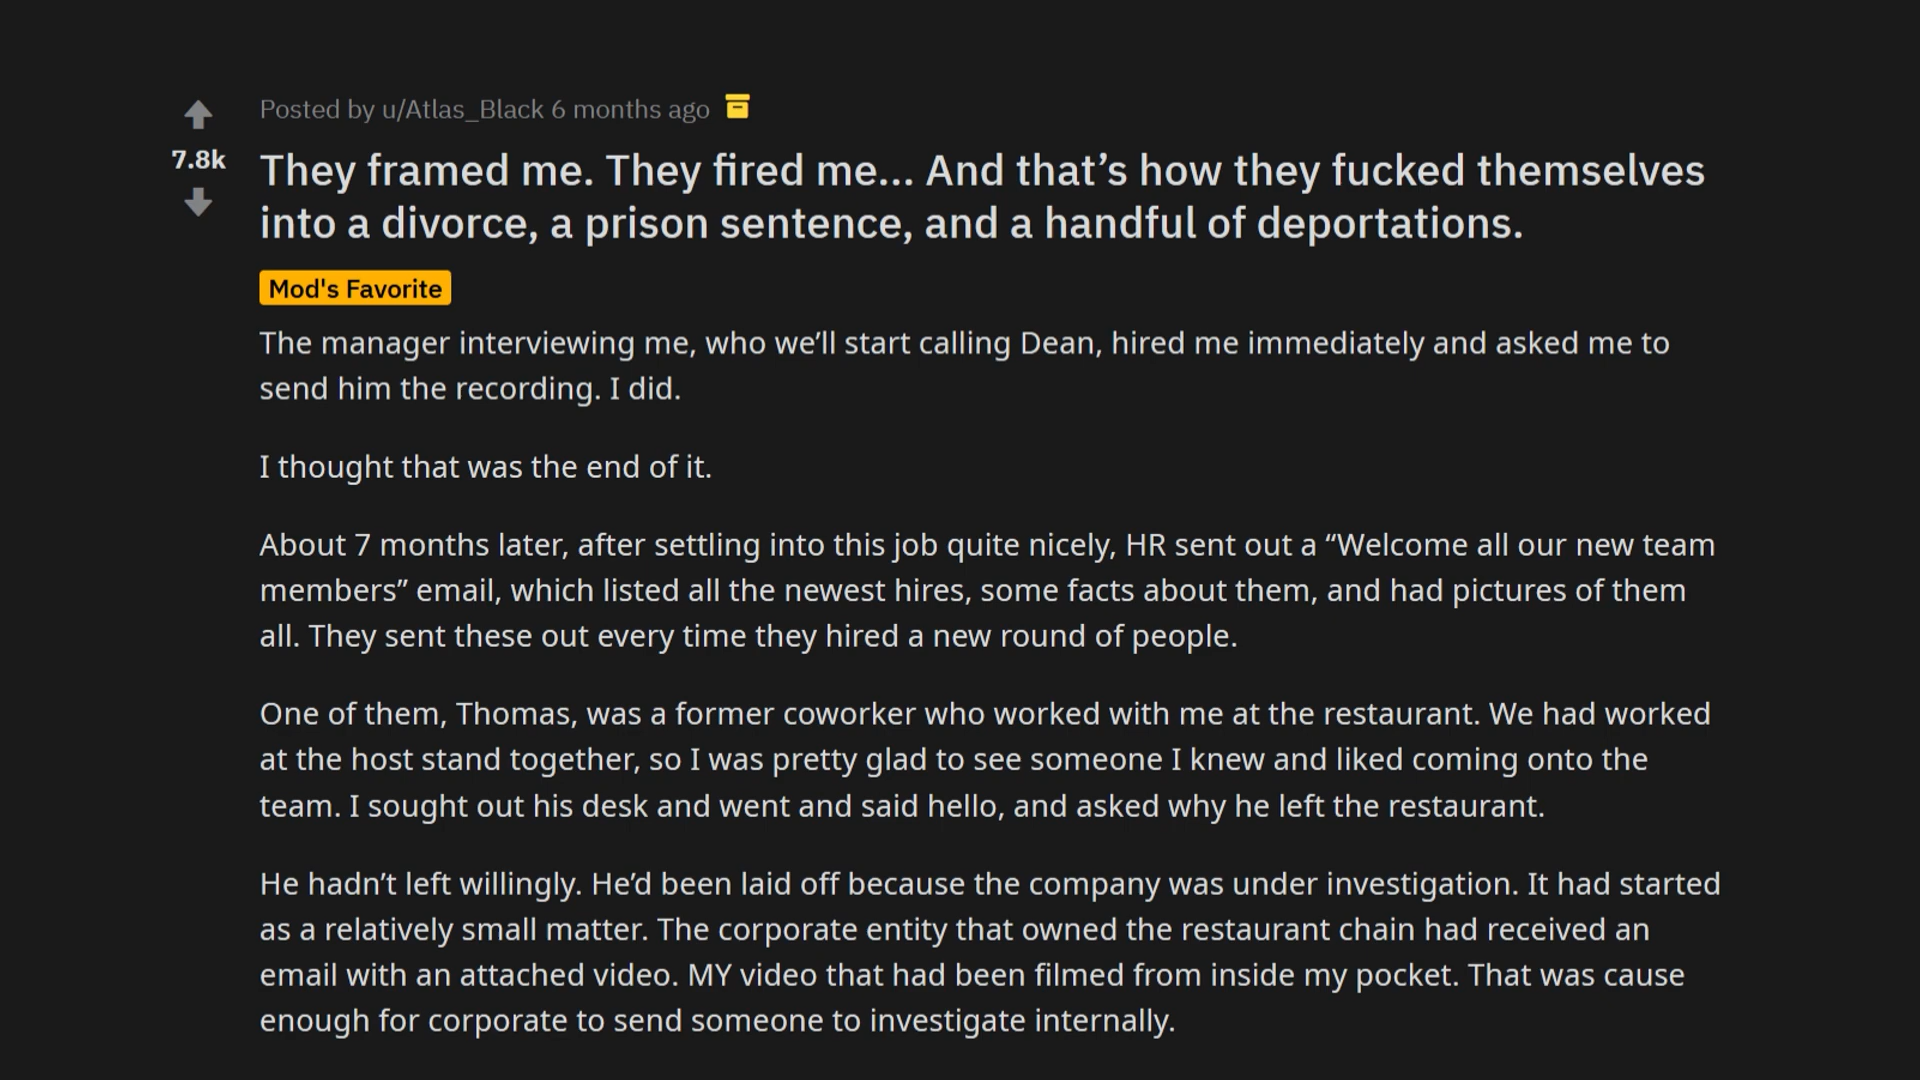 Posted by u/Atlas_Black 6 months ago
7.8k
They framed me. They fired me... And that’s how they fucked themselves
into a divorce, a prison sentence, and a handful of deportations.
Mod's Favorite
The manager interviewing me, who we’ll start calling Dean, hired me immediately and asked me to
send him the recording. I did.
I thought that was the end of it.
About 7 months later, after settling into this job quite nicely, HR sent out a “Welcome all our new team
members” email, which listed all the newest hires, some facts about them, and had pictures of them
all. They sent these out every time they hired a new round of people.
One of them, Thomas, was a former coworker who worked with me at the restaurant. We had worked
at the host stand together, so I was pretty glad to see someone I knew and liked coming onto the
team. I sought out his desk and went and said hello, and asked why he left the restaurant.
He hadn’t left willingly. He’d been laid off because the company was under investigation. It had started
as a relatively small matter. The corporate entity that owned the restaurant chain had received an
email with an attached video. MY video that had been filmed from inside my pocket. That was cause
enough for corporate to send someone to investigate internally.